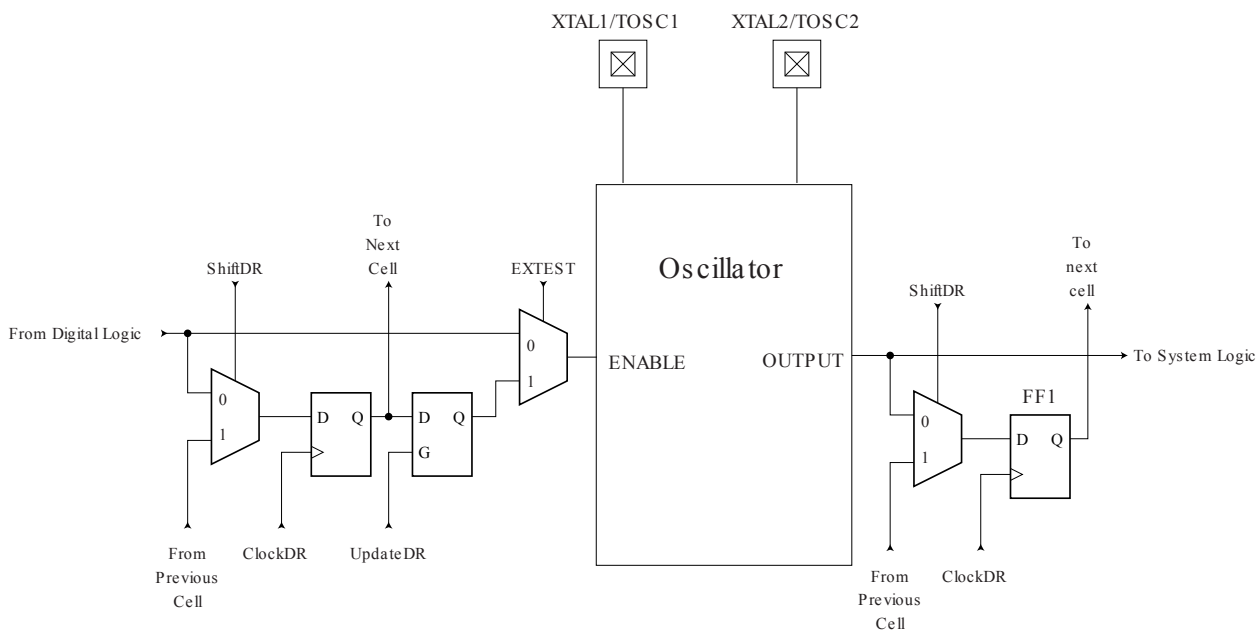 XTAL1/TOSC1
XTAL2/TOSC2
To
Next
Cell
ShiftDR
EXTEST
From Digital Logic
0
1
D Q
D Q
G
0
1
From
Previous
Cell
ClockDR
UpdateDR
Oscillator
ENABLE
OUTPUT
ShiftDR
To
next
cell
To System Logic
0
1
FF1
D Q
From
Previous
Cell
ClockDR